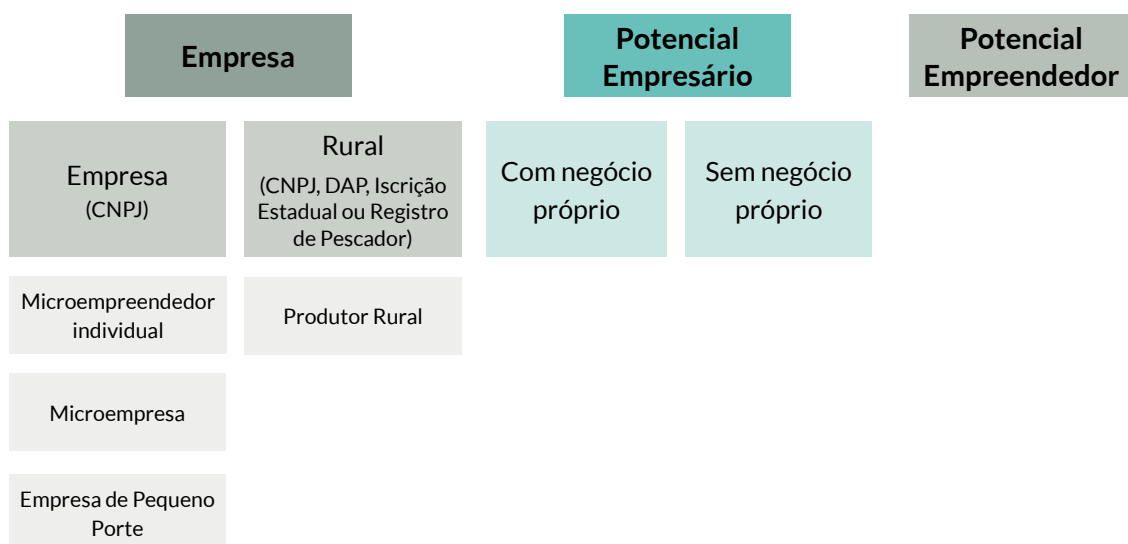 Empresa
Potencial
Empresário
Potencial
Empreendedor
Empresa
(CNPJ)
Rural
(CNPJ, DAP, Iscrição
Estadual ou Registro
de Pescador)
Com negócio
próprio
Sem negócio
próprio
Microempreendedor
individual
Produtor Rural
Microempresa
Empresa de Pequeno
Porte